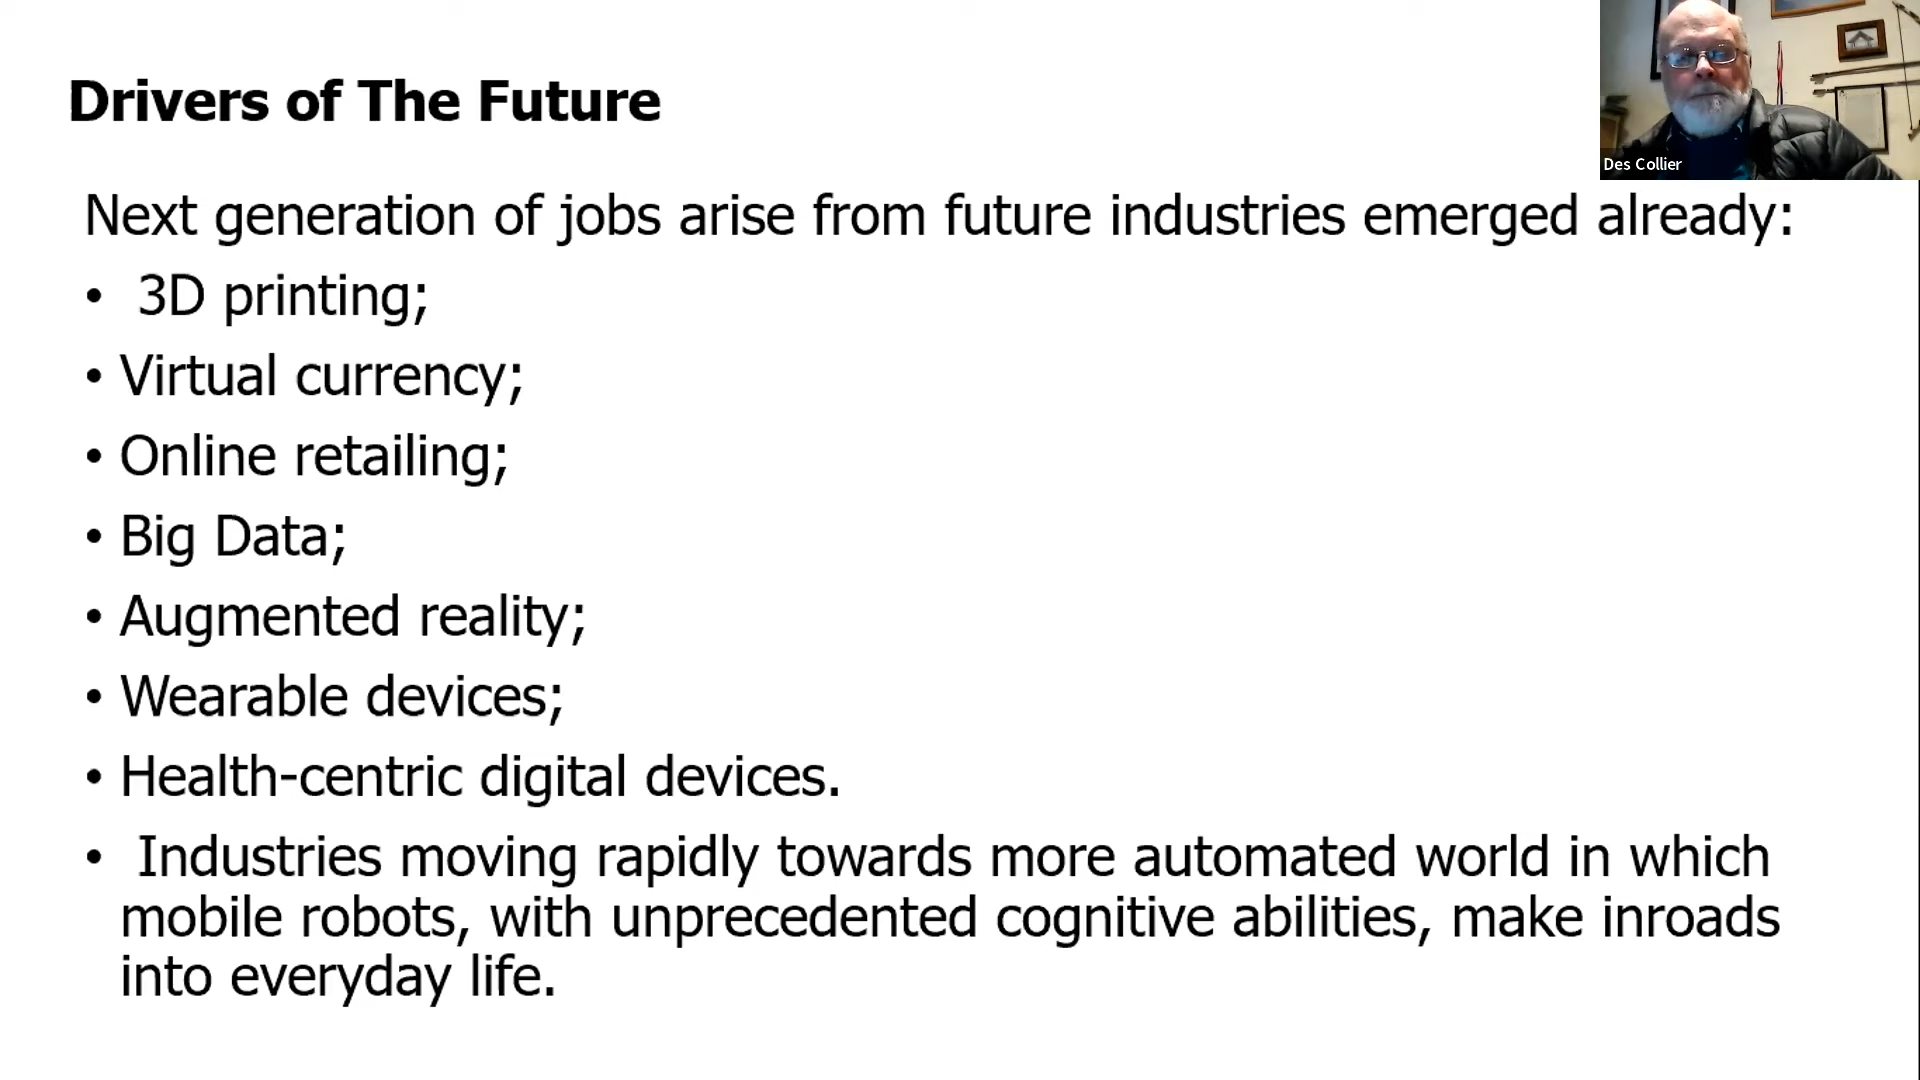 Drivers of The Future
Des Collier
Next generation of jobs arise from future industries emerged already:
• 3D printing;
• Virtual currency;
• Online retailing;
• Big Data;
• Augmented reality;
• Wearable devices;
• Health-centric digital devices.
• Industries moving rapidly towards more automated world in which
mobile robots, with unprecedented cognitive abilities, make inroads
into everyday life.